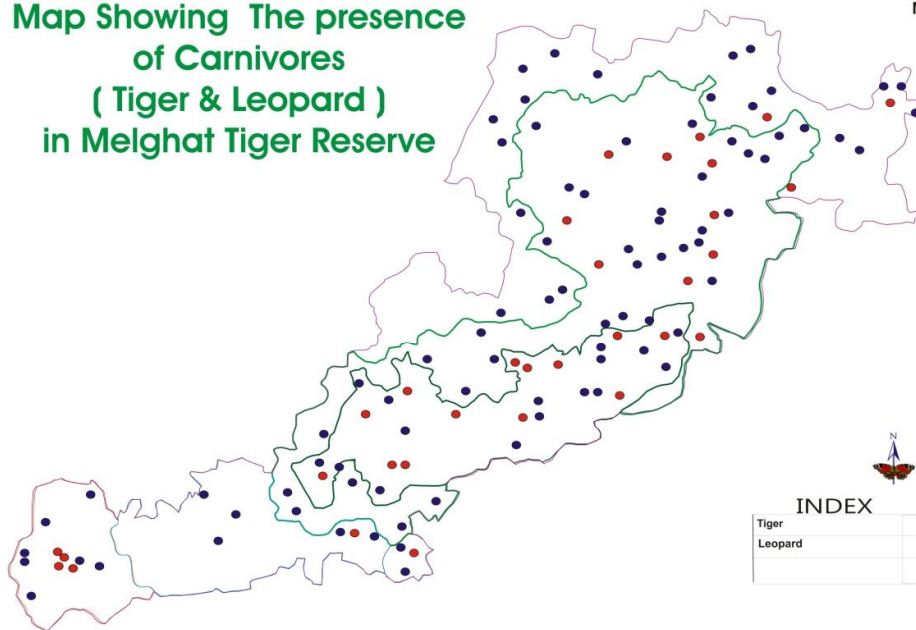 Map Showing The presence
of Carnivores
( Tiger & Leopard )
in Melghat Tiger Reserve
N
INDEX
Tiger
Leopard